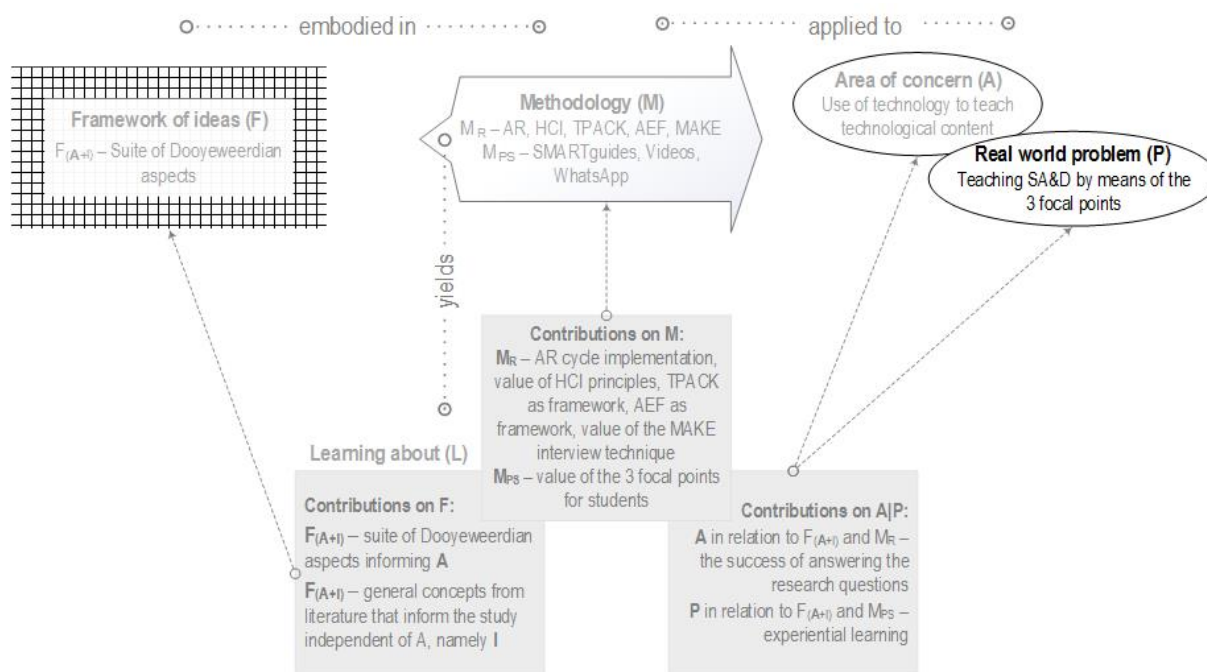 embodied in
applied to
Framework of ideas (F)
F(A+I) – Suite of Dooyeweerdian
aspects
Methodology (M)
M R – AR, HCI, TPACK, AEF, MAKE
MPS – SMARTguides, Videos,
WhatsApp
Area of concern (A)
Use of technology to teach
technological content
Real world problem (P)
Teaching SA&D by means of the
3 focal points
yields
Contributions on M:
MR – AR cycle implementation,
value of HCI principles, TPACK
as framework, AEF as
framework, value of the MAKE
interview technique
MPS – value of the 3 focal points
for students
Learning about (L)
Contributions on F:
F(A+I) – suite of Dooyeweerdian
aspects informing A
F(A+I) – general concepts from
literature that inform the study
independent of A, namely I
Contributions on A|P:
A in relation to F(A+I) and MR –
the success of answering the
research questions
P in relation to F(A+I) and MPS –
experiential learning